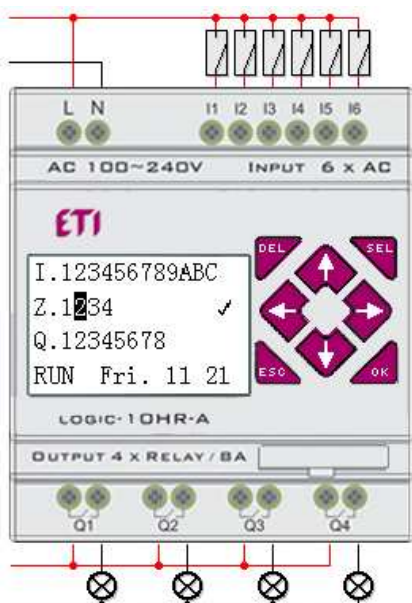 L N I1 I2 I3 I4 I5 I6
AC 100~240V INPUT 6 x AC
ETI
DEL SEL
I.123456789ABC
Z.1234 ✓
Q.12345678
RUN Fri. 11 21
ESC OK
LOGIC-10HR-A
OUTPUT 4 x RELAY / 8A
Q1 Q2 Q3 Q4